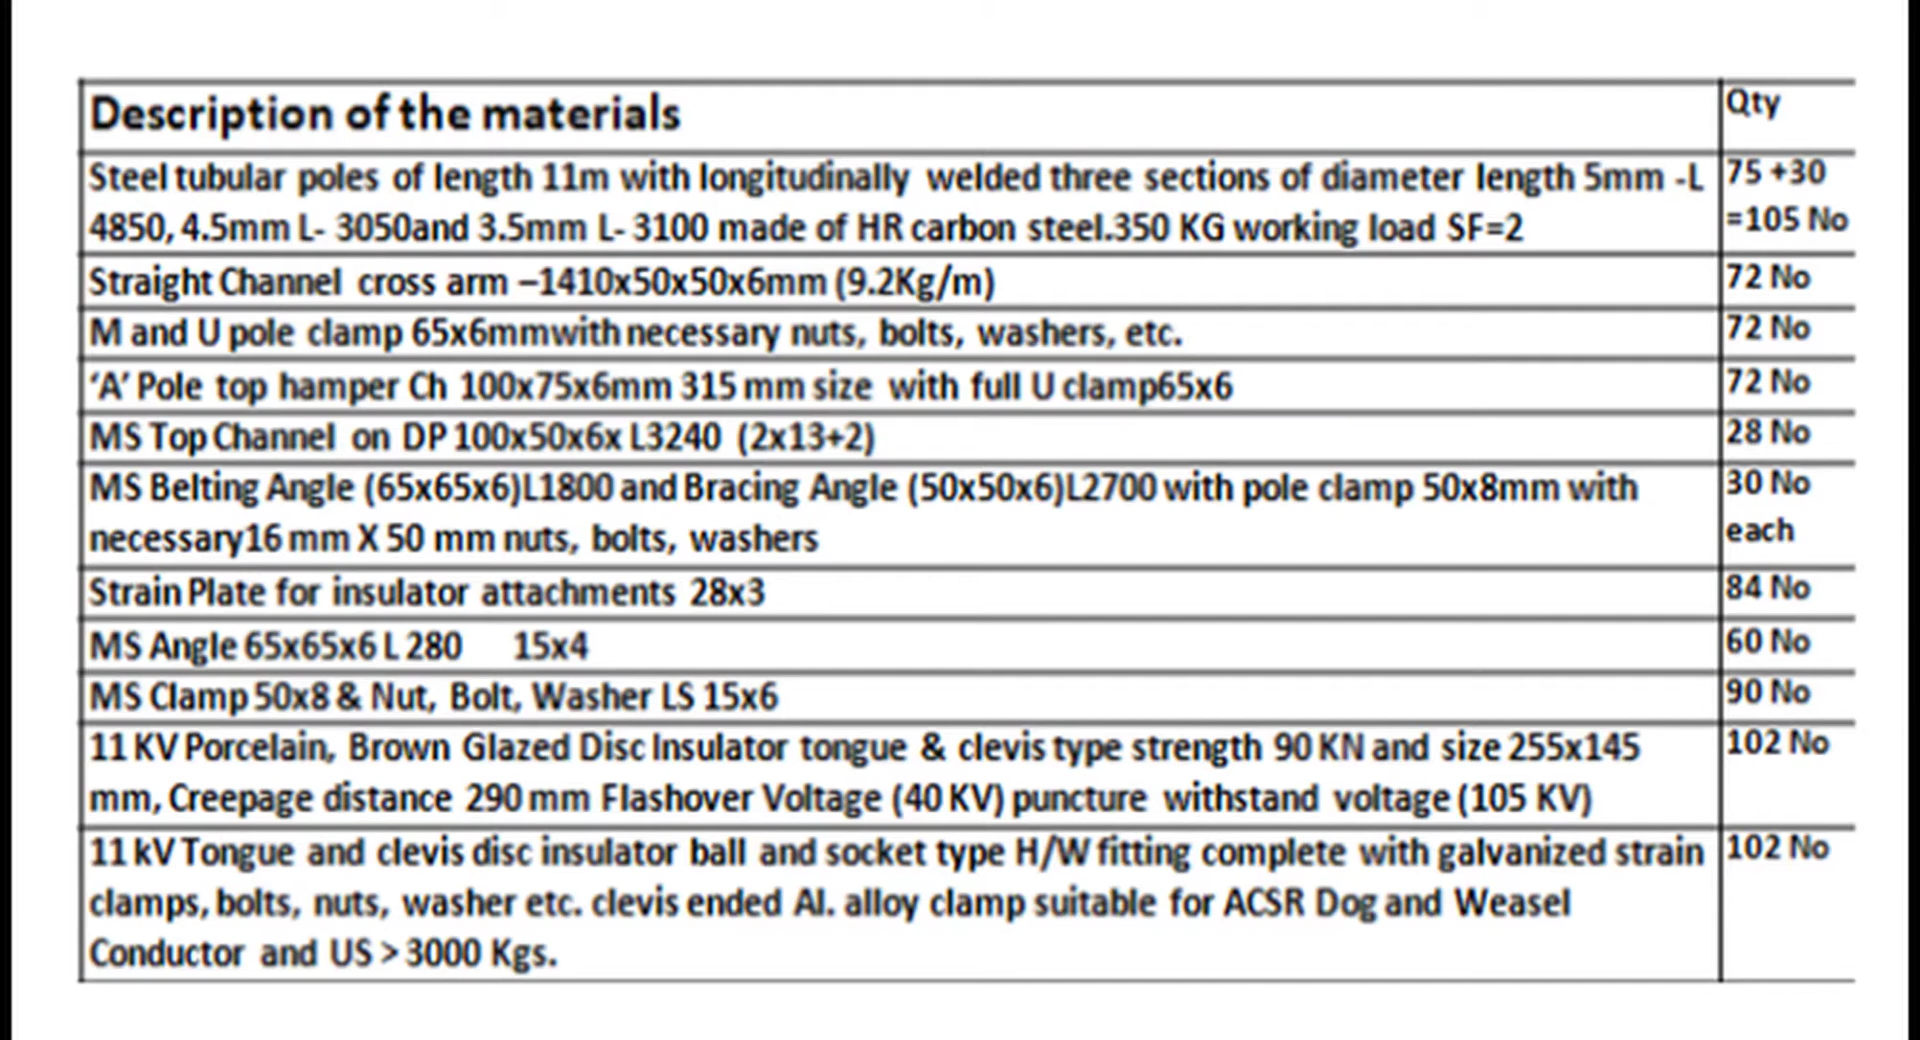 Description of the materials
Qty
Steel tubular poles of length 11m with longitudinally welded three sections of diameter length 5mm -L
4850, 4.5mm L- 3050and 3.5mm L- 3100 made of HR carbon steel.350 KG working load SF=2
75 +30
=105 No
Straight Channel cross arm –1410x50x50x6mm (9.2Kg/m)
72 No
M and U pole clamp 65x6mmwith necessary nuts, bolts, washers, etc.
72 No
‘A’ Pole top hamper Ch 100x75x6mm 315 mm size with full U clamp65x6
72 No
MS Top Channel on DP 100x50x6x L3240 (2x13+2)
28 No
MS Belting Angle (65x65x6)L1800 and Bracing Angle (50x50x6)L2700 with pole clamp 50x8mm with
necessary16 mm X 50 mm nuts, bolts, washers
30 No
each
Strain Plate for insulator attachments 28x3
84 No
MS Angle 65x65x6 L 280 15x4
60 No
MS Clamp 50x8 & Nut, Bolt, Washer LS 15x6
90 No
11 KV Porcelain, Brown Glazed Disc Insulator tongue & clevis type strength 90 KN and size 255x145
mm, Creepage distance 290 mm Flashover Voltage (40 KV) puncture withstand voltage (105 KV)
102 No
11 kV Tongue and clevis disc insulator ball and socket type H/W fitting complete with galvanized strain
clamps, bolts, nuts, washer etc. clevis ended Al. alloy clamp suitable for ACSR Dog and Weasel
Conductor and US > 3000 Kgs.
102 No